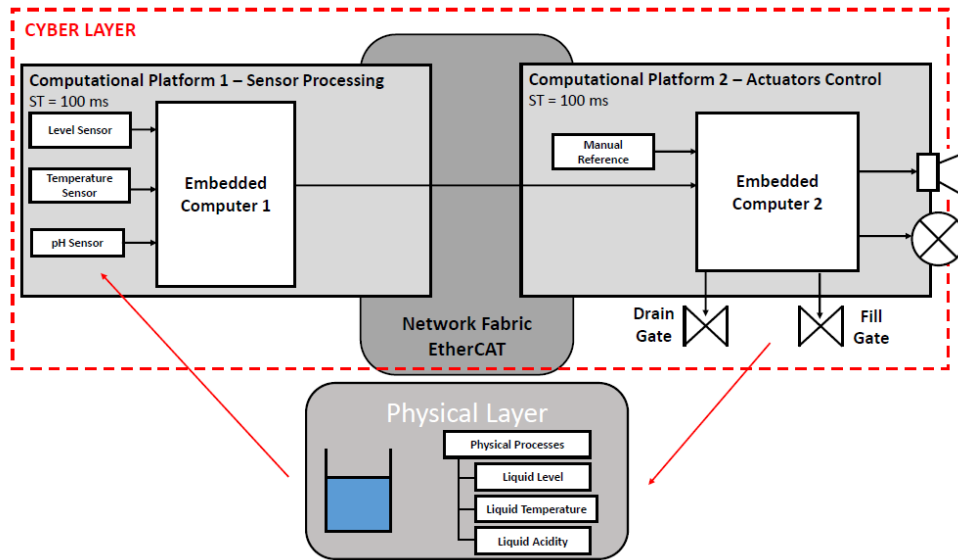 CYBER LAYER
Computational Platform 1 – Sensor Processing
ST = 100 ms
Level Sensor
Temperature
Sensor
pH Sensor
Embedded
Computer 1
Computational Platform 2 – Actuators Control
ST = 100 ms
Manual
Reference
Embedded
Computer 2
Drain
Gate
Fill
Gate
Network Fabric
EtherCAT
Physical Layer
Physical Processes
Liquid Level
Liquid Temperature
Liquid Acidity